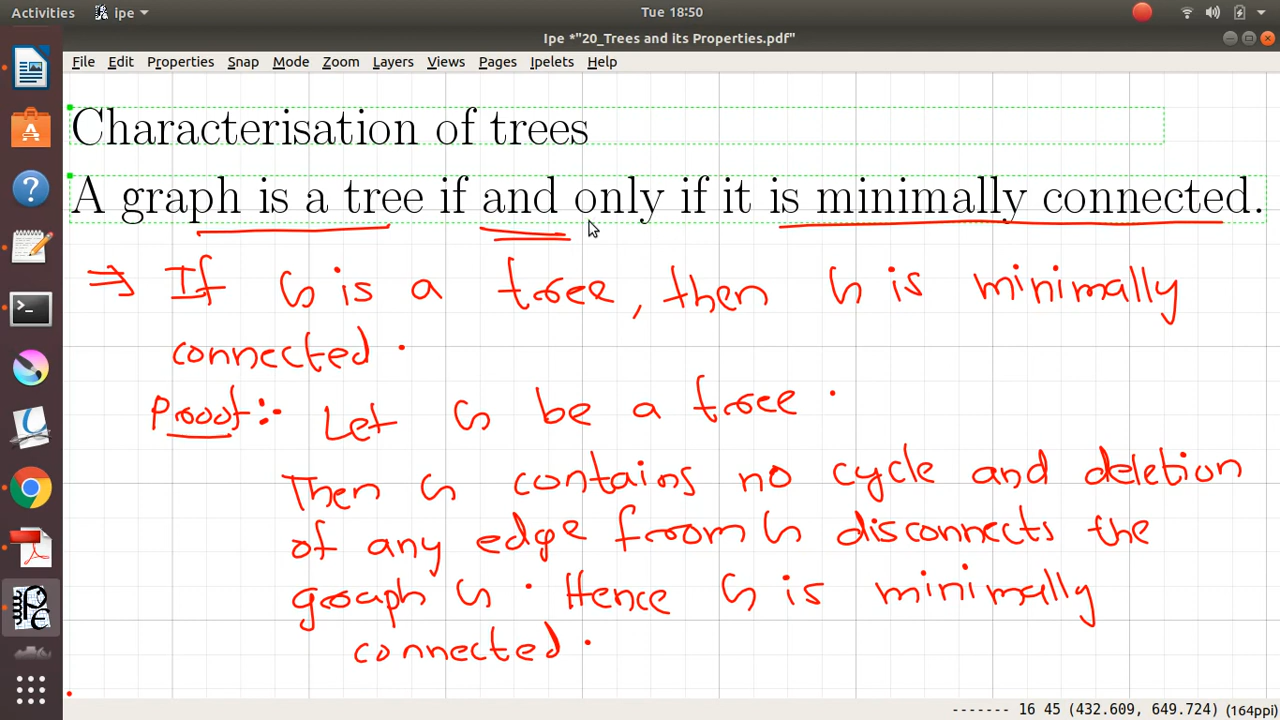 Activities ipe Tue 18:50
Ipe *"20_Trees and its Properties.pdf"
File Edit Properties Snap Mode Zoom Layers Views Pages Ipelets Help
Characterisation of trees
A graph is a tree if and only if it is minimally connected.
⇒ If G is a tree, then G is minimally
connected.
Proof:- Let G be a tree.
Then G contains no cycle and deletion
of any edge from G disconnects the
graph G. Hence G is minimally
connected.
------- 16 45 (432.609, 649.724) (164ppi)